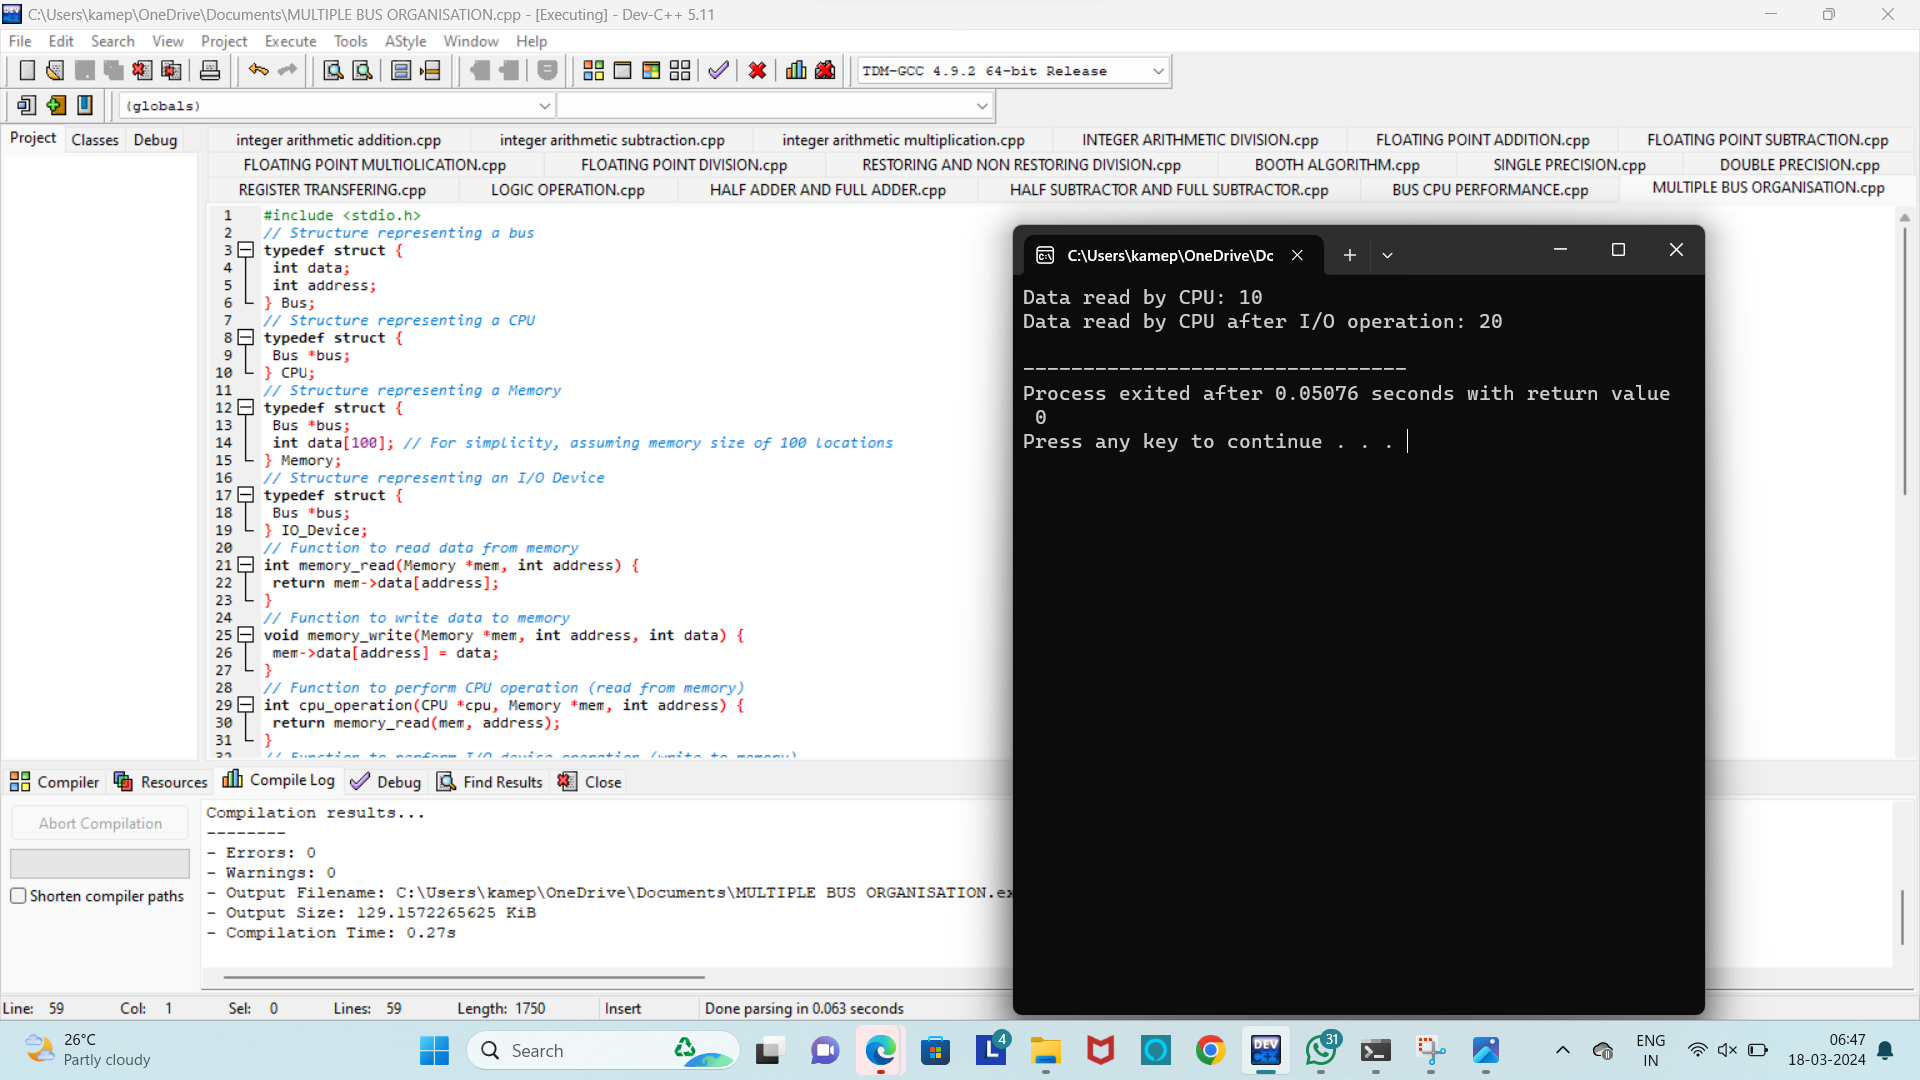 C:\Users\kamep\OneDrive\Documents\MULTIPLE BUS ORGANISATION.cpp - [Executing] - Dev-C++ 5.11
File Edit Search View Project Execute Tools AStyle Window Help
TDM-GCC 4.9.2 64-bit Release
(globals)
Project Classes Debug
integer arithmetic addition.cpp integer arithmetic subtraction.cpp integer arithmetic multiplication.cpp INTEGER ARITHMETIC DIVISION.cpp FLOATING POINT ADDITION.cpp FLOATING POINT SUBTRACTION.cpp
FLOATING POINT MULTIOLICATION.cpp FLOATING POINT DIVISION.cpp RESTORING AND NON RESTORING DIVISION.cpp BOOTH ALGORITHM.cpp SINGLE PRECISION.cpp DOUBLE PRECISION.cpp
REGISTER TRANSFERING.cpp LOGIC OPERATION.cpp HALF ADDER AND FULL ADDER.cpp HALF SUBTRACTOR AND FULL SUBTRACTOR.cpp BUS CPU PERFORMANCE.cpp MULTIPLE BUS ORGANISATION.cpp
1 #include <stdio.h>
2 // Structure representing a bus
3 typedef struct {
4 int data;
5 int address;
6 } Bus;
7 // Structure representing a CPU
8 typedef struct {
9 Bus *bus;
10 } CPU;
11 // Structure representing a Memory
12 typedef struct {
13 Bus *bus;
14 int data[100]; // For simplicity, assuming memory size of 100 locations
15 } Memory;
16 // Structure representing an I/O Device
17 typedef struct {
18 Bus *bus;
19 } IO_Device;
20 // Function to read data from memory
21 int memory_read(Memory *mem, int address) {
22 return mem->data[address];
23 }
24 // Function to write data to memory
25 void memory_write(Memory *mem, int address, int data) {
26 mem->data[address] = data;
27 }
28 // Function to perform CPU operation (read from memory)
29 int cpu_operation(CPU *cpu, Memory *mem, int address) {
30 return memory_read(mem, address);
31 }
32 // Function to perform I/O device operation (write to memory)
C:\Users\kamep\OneDrive\Dc
Data read by CPU: 10
Data read by CPU after I/O operation: 20
--------------------------------
Process exited after 0.05076 seconds with return value
0
Press any key to continue . . .
Compiler Resources Compile Log Debug Find Results Close
Abort Compilation
Shorten compiler paths
Compilation results...
--------
- Errors: 0
- Warnings: 0
- Output Filename: C:\Users\kamep\OneDrive\Documents\MULTIPLE BUS ORGANISATION.ex
- Output Size: 129.1572265625 KiB
- Compilation Time: 0.27s
Line: 59 Col: 1 Sel: 0 Lines: 59 Length: 1750 Insert Done parsing in 0.063 seconds
26°C
Partly cloudy
Search
4
DEV
C++
31
ENG
IN
06:47
18-03-2024